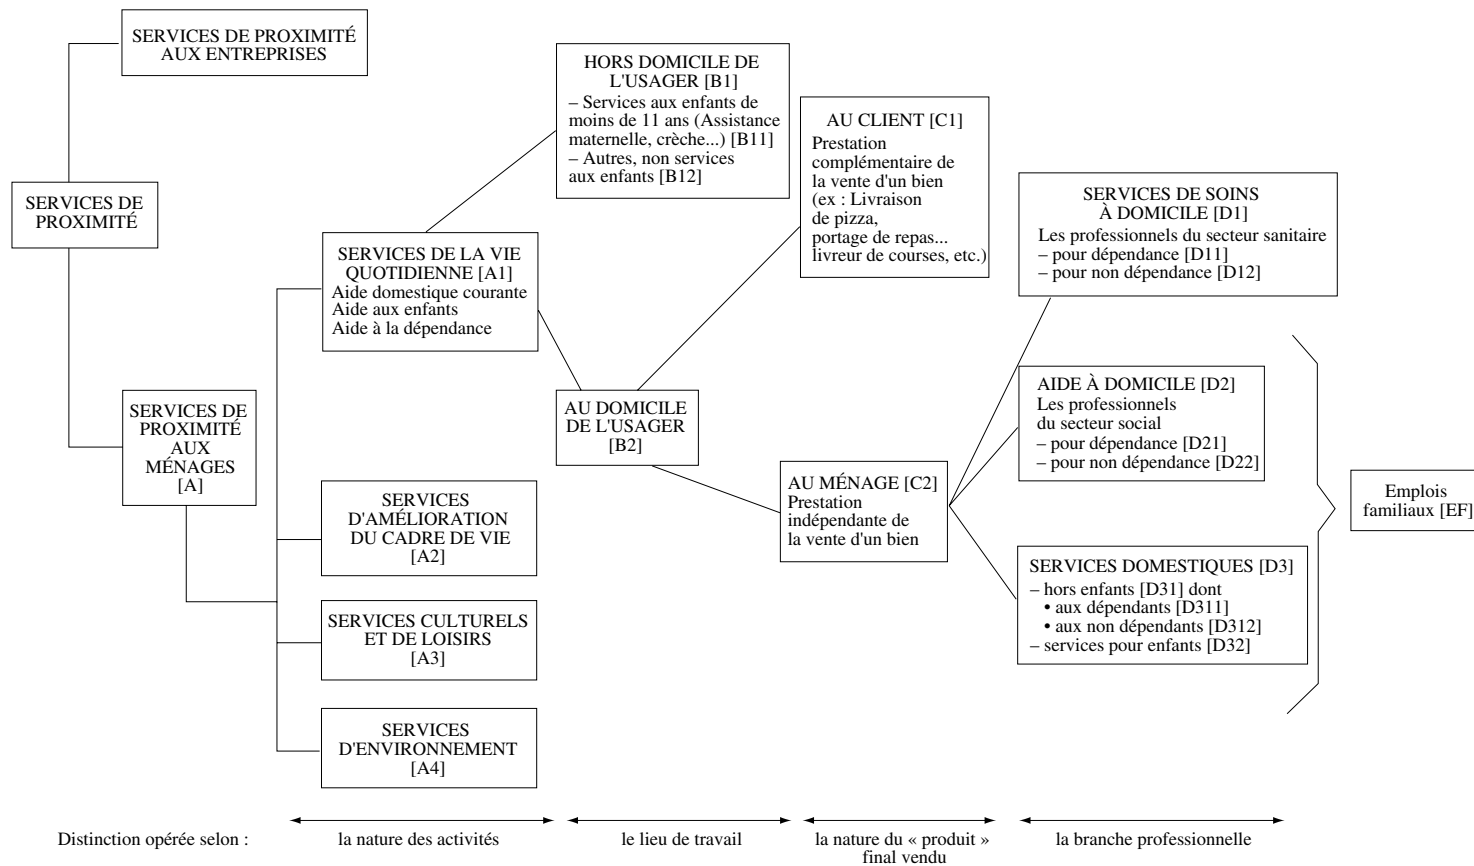 SERVICES DE PROXIMITÉ
AUX ENTREPRISES
SERVICES DE
PROXIMITÉ
SERVICES DE
PROXIMITÉ
AUX
MÉNAGES
[A]
SERVICES DE LA VIE
QUOTIDIENNE [A1]
Aide domestique courante
Aide aux enfants
Aide à la dépendance
SERVICES
D'AMÉLIORATION
DU CADRE DE VIE
[A2]
SERVICES CULTURELS
ET DE LOISIRS
[A3]
SERVICES
D'ENVIRONNEMENT
[A4]
HORS DOMICILE DE
L'USAGER [B1]
– Services aux enfants de
moins de 11 ans (Assistance
maternelle, crèche...) [B11]
– Autres, non services
aux enfants [B12]
AU DOMICILE
DE L'USAGER
[B2]
AU CLIENT [C1]
Prestation
complémentaire de
la vente d'un bien
(ex : Livraison
de pizza,
portage de repas...
livreur de courses, etc.)
AU MÉNAGE [C2]
Prestation
indépendante de
la vente d'un bien
SERVICES DE SOINS
À DOMICILE [D1]
Les professionnels du secteur sanitaire
– pour dépendance [D11]
– pour non dépendance [D12]
AIDE À DOMICILE [D2]
Les professionnels
du secteur social
– pour dépendance [D21]
– pour non dépendance [D22]
SERVICES DOMESTIQUES [D3]
– hors enfants [D31] dont
• aux dépendants [D311]
• aux non dépendants [D312]
– services pour enfants [D32]
Emplois
familiaux [EF]
Distinction opérée selon :
la nature des activités
le lieu de travail
la nature du « produit »
final vendu
la branche professionnelle